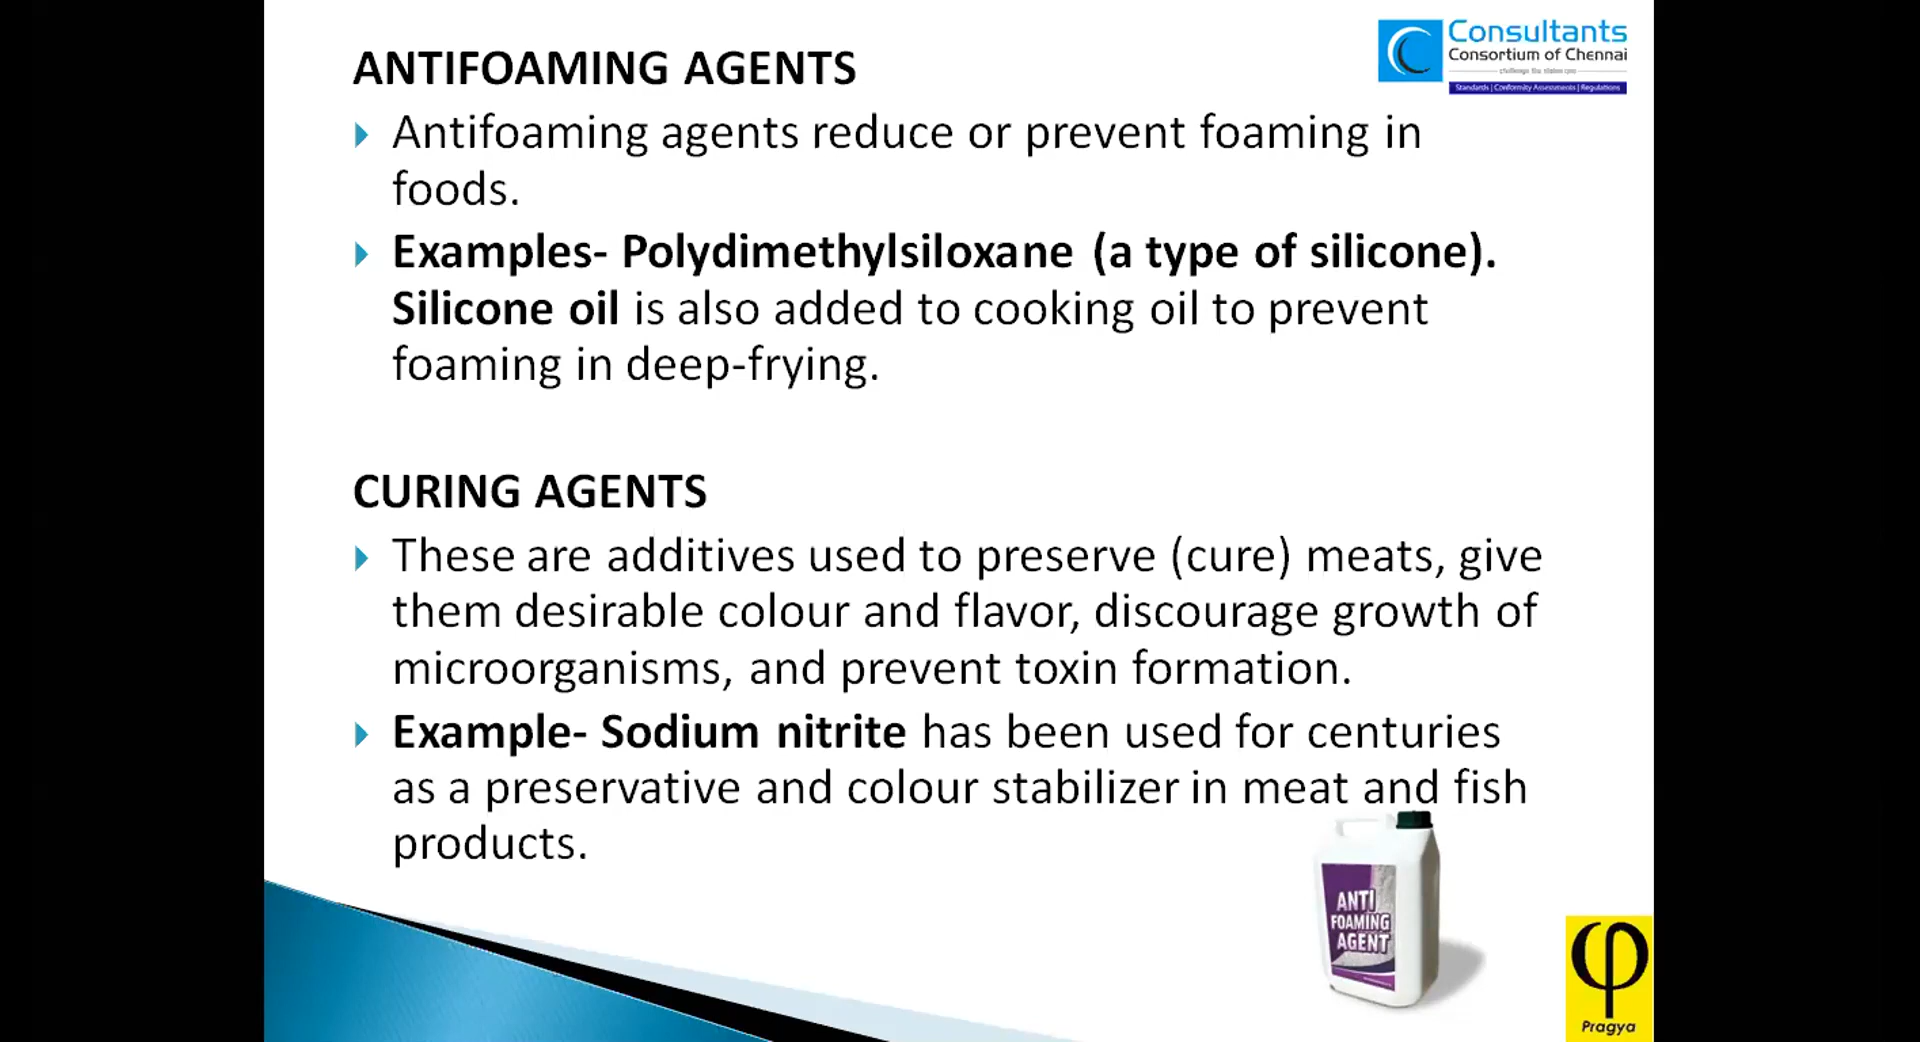 Consultants
Consortium of Chennai
Standards | Conformity Assessments | Regulations
ANTIFOAMING AGENTS
Antifoaming agents reduce or prevent foaming in
foods.
Examples- Polydimethylsiloxane (a type of silicone).
Silicone oil is also added to cooking oil to prevent
foaming in deep-frying.
CURING AGENTS
These are additives used to preserve (cure) meats, give
them desirable colour and flavor, discourage growth of
microorganisms, and prevent toxin formation.
Example- Sodium nitrite has been used for centuries
as a preservative and colour stabilizer in meat and fish
products.
ANTI
FOAMING
AGENT
φ
Pragya